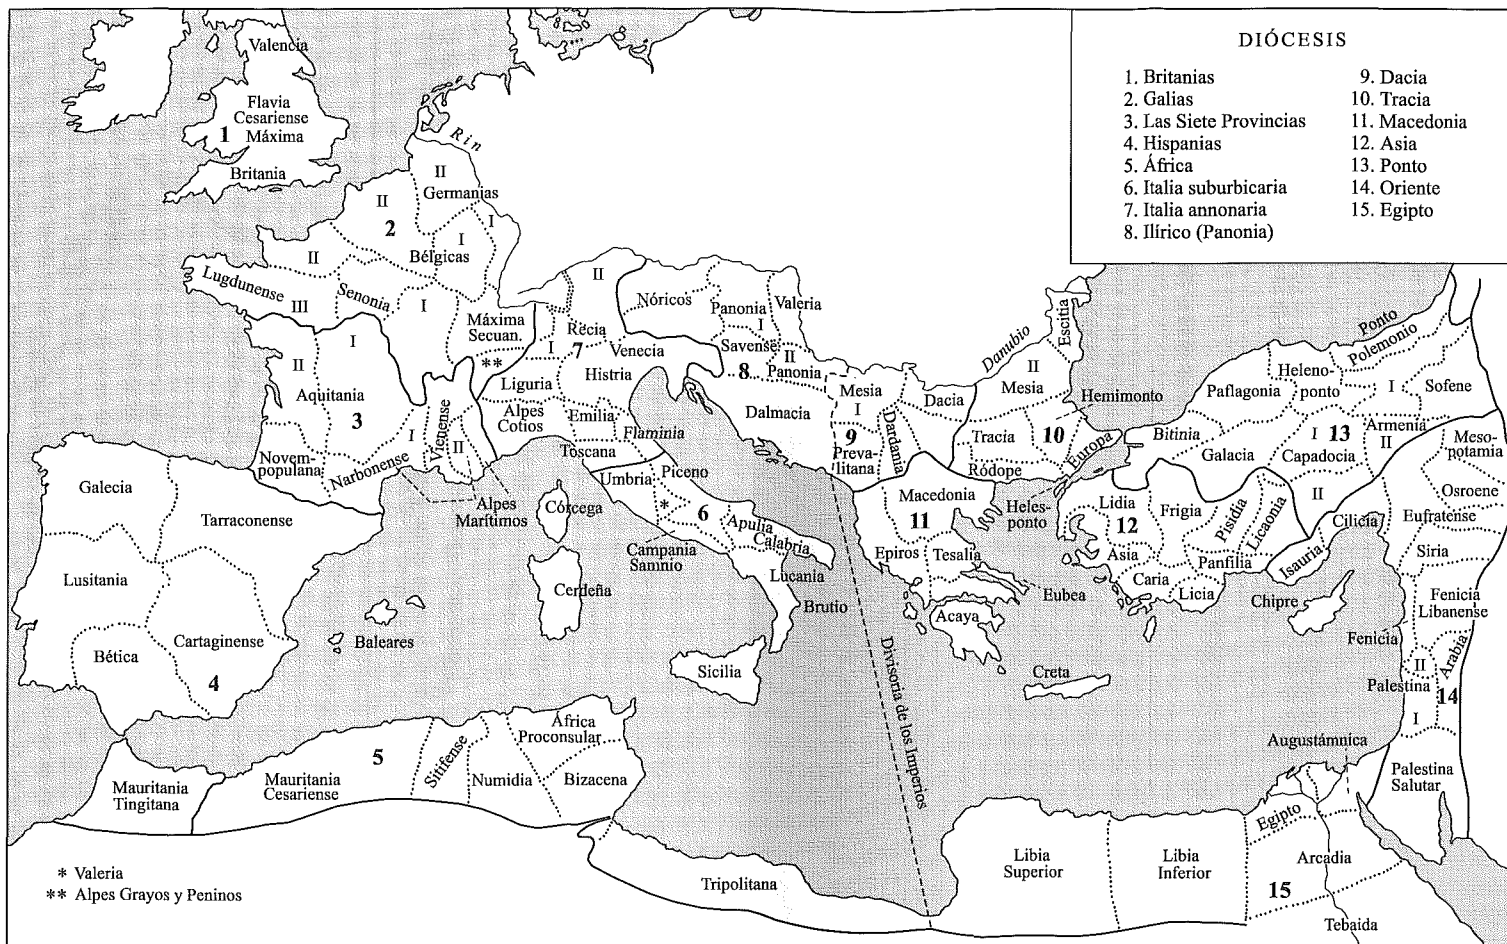 DIÓCESIS
1. Britanias
2. Galias
3. Las Siete Provincias
4. Hispanias
5. África
6. Italia suburbicaria
7. Italia annonaria
8. Ilírico (Panonia)
9. Dacia
10. Tracia
11. Macedonia
12. Asia
13. Ponto
14. Oriente
15. Egipto
Valencia
Flavia
Cesariense
1 Máxima
Britania
Rin
II
Germanias
II
2
I
I
Bélgicas
II
Lugdunense III
Senonia
I
Máxima
Secuan.
**
I
II
Aquitania
3
Novem-
populana
Narbonense
I
Vienense
II
Alpes
Marítimos
II
Recia
I
7
Venecia
Histria
Liguria
Alpes
Cotios
Emilia
Flaminia
Toscana
Umbría
Piceno
*
6
Apulia
Calabria
Campania
Samnio
Lucania
Brutio
Córcega
Cerdeña
Sicilia
Baleares
Nóricos
Panonia
I
Valeria
Savense
II
Panonia
8
Dalmacia
Mesia
I
9
Preva-
litana
Dardania
Dacia
Danubio
Escitia
II
Mesia
Hemimonto
Tracia
10
Ródope
Europa
Macedonia
11
Helesponto
Epiros
Tesalia
Eubea
Acaya
Creta
Divisoria de los Imperios
Ponto
Polemonio
Heleno-
ponto
Paflagonia
I
Sofene
Armenia
II
Bitinia
I 13
Galacia
Capadocia
II
Meso-
potamia
Osroene
Eufratense
Cilicia
Isauria
Siria
Lidia
12
Frigia
Pisidia
Licaonia
Asia
Panfilia
Caria
Licia
Chipre
Fenicia
Libanense
Fenicia
Arabia
II
Palestina
14
I
Augustámnica
Palestina
Salutar
Galecia
Tarraconense
Lusitania
Cartaginense
Bética
4
Mauritania
Tingitana
5
Mauritania
Cesariense
Sitifense
Numidia
África
Proconsular
Bizacena
Tripolitana
Libia
Superior
Libia
Inferior
Egipto
Arcadia
15
Tebaida
* Valeria
** Alpes Grayos y Peninos